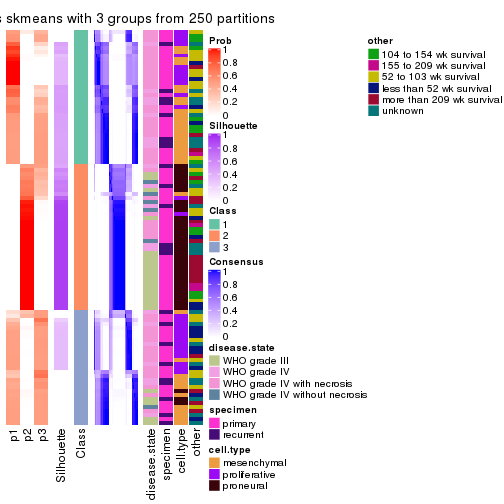 s skmeans with 3 groups from 250 partitions
Prob
1
0.8
0.6
0.4
0.2
0
Silhouette
1
0.8
0.6
0.4
0.2
0
Class
1
2
3
Consensus
1
0.8
0.6
0.4
0.2
0
disease.state
WHO grade III
WHO grade IV
WHO grade IV with necrosis
WHO grade IV without necrosis
specimen
primary
recurrent
cell.type
mesenchymal
proliferative
proneural
other
104 to 154 wk survival
155 to 209 wk survival
52 to 103 wk survival
less than 52 wk survival
more than 209 wk survival
unknown
p1
p2
p3
Silhouette
Class
disease.state
specimen
cell.type
other